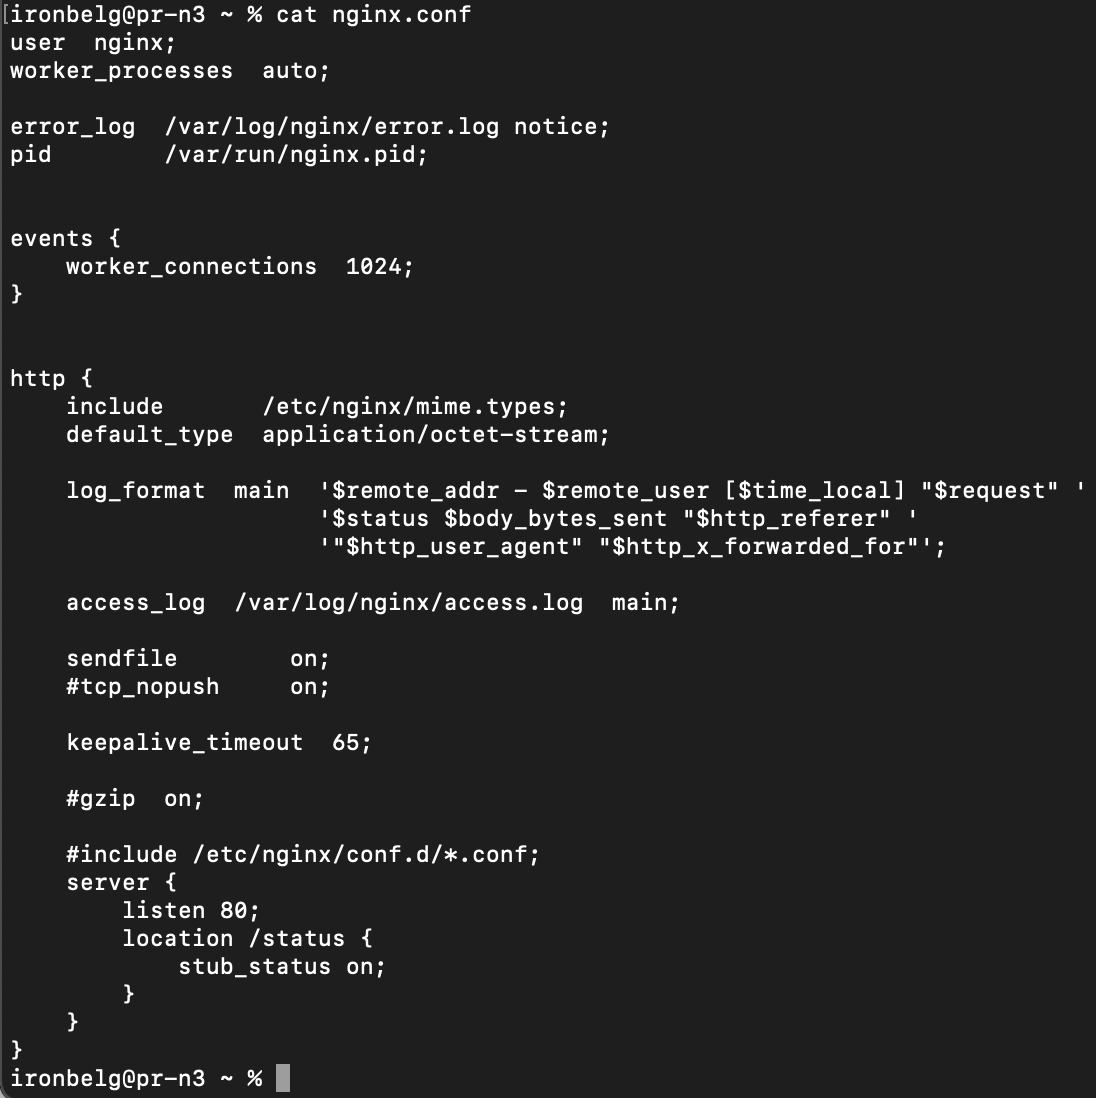 [ironbelg@pr-n3 ~ % cat nginx.conf
user  nginx;
worker_processes  auto;

error_log  /var/log/nginx/error.log notice;
pid        /var/run/nginx.pid;


events {
    worker_connections  1024;
}


http {
    include       /etc/nginx/mime.types;
    default_type  application/octet-stream;

    log_format  main  '$remote_addr - $remote_user [$time_local] "$request" '
                      '$status $body_bytes_sent "$http_referer" '
                      '"$http_user_agent" "$http_x_forwarded_for"';

    access_log  /var/log/nginx/access.log  main;

    sendfile        on;
    #tcp_nopush     on;

    keepalive_timeout  65;

    #gzip  on;

    #include /etc/nginx/conf.d/*.conf;
    server {
        listen 80;
        location /status {
            stub_status on;
        }
    }
}
ironbelg@pr-n3 ~ %